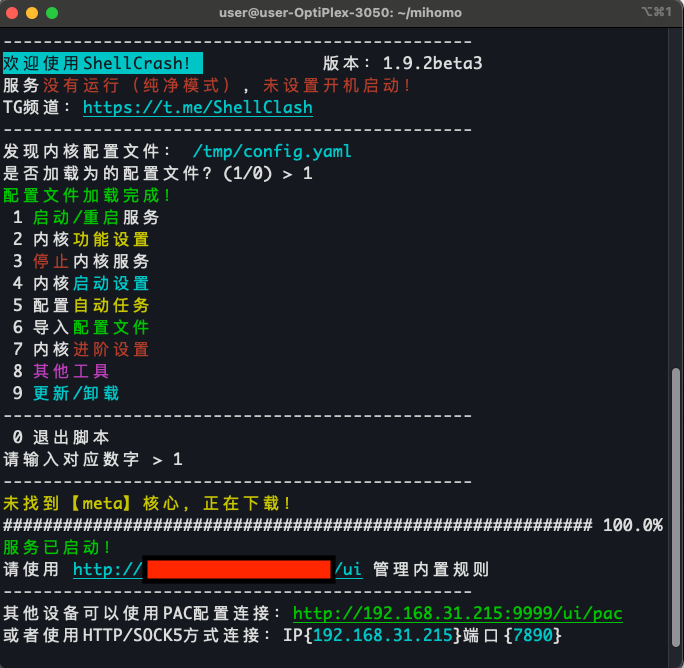 user@user-OptiPlex-3050: ~/mihomo
⌥⌘1
-----------------------------------------------
欢迎使用ShellCrash! 版本: 1.9.2beta3
服务没有运行（纯净模式）, 未设置开机启动!
TG频道: https://t.me/ShellClash
-----------------------------------------------
发现内核配置文件: /tmp/config.yaml
是否加载为的配置文件? (1/0) > 1
配置文件加载完成!
1 启动/重启服务
2 内核功能设置
3 停止内核服务
4 内核启动设置
5 配置自动任务
6 导入配置文件
7 内核进阶设置
8 其他工具
9 更新/卸载
-----------------------------------------------
0 退出脚本
请输入对应数字 > 1
-----------------------------------------------
未找到【meta】核心, 正在下载!
########################################################### 100.0%
服务已启动!
请使用 http:///ui 管理内置规则
-----------------------------------------------
其他设备可以使用PAC配置连接: http://192.168.31.215:9999/ui/pac
或者使用HTTP/SOCK5方式连接: IP{192.168.31.215}端口{7890}